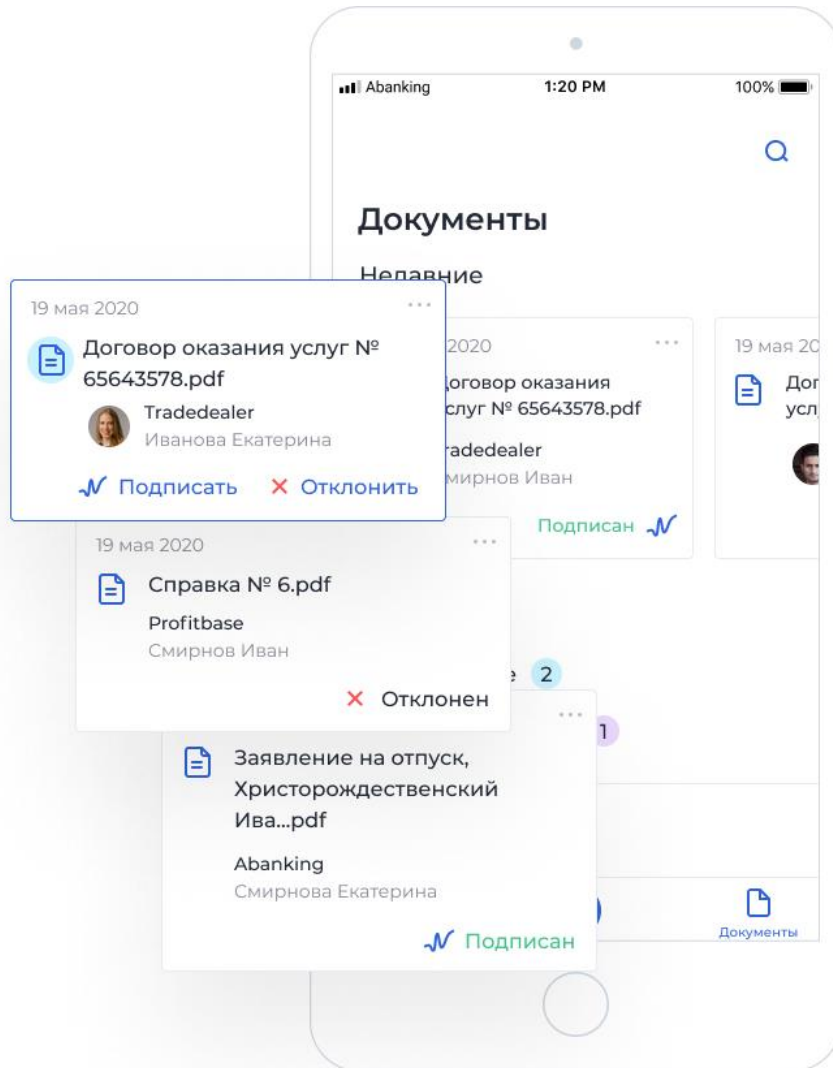 Abanking
1:20 PM
100%
Документы
Недавние
19 мая 2020
Договор оказания услуг №
65643578.pdf
Tradedealer
Иванова Екатерина
Подписать
Отклонить
2020
оговор оказания
слуг № 65643578.pdf
radedealer
мирнов Иван
Подписан
19 мая 20
Дог
усл
19 мая 2020
Справка № 6.pdf
Profitbase
Смирнов Иван
Отклонен
е 2
1
Заявление на отпуск,
Христорождественский
Ива...pdf
Abanking
Смирнова Екатерина
Подписан
Документы